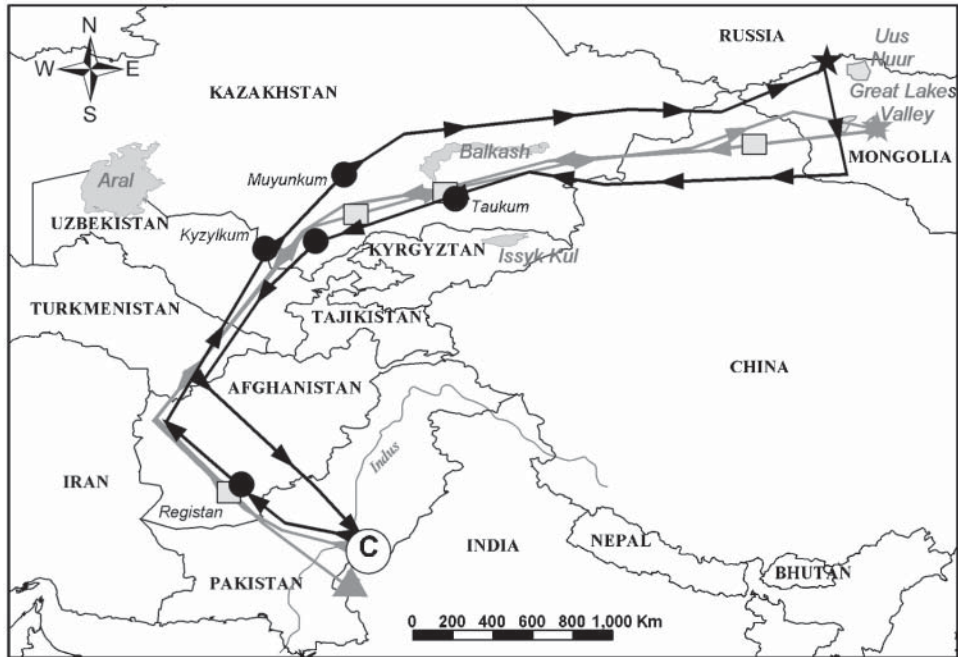 N
W E
S
RUSSIA
Uus
Nuur
Great Lakes
Valley
MONGOLIA
KAZAKHSTAN
Balkash
Muyunkum
Aral
Taukum
UZBEKISTAN
Kyzylkum
KYRGYZTAN
Issyk Kul
TURKMENISTAN
TAJIKISTAN
CHINA
AFGHANISTAN
Indus
IRAN
Registan
C
INDIA
NEPAL
PAKISTAN
BHUTAN
0 200 400 600 800 1,000 Km